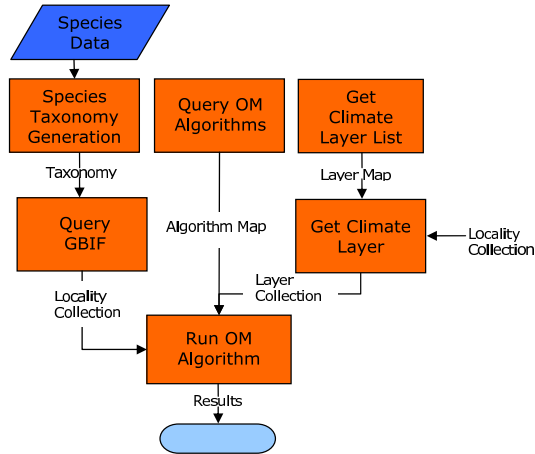 Species
Data
Species
Taxonomy
Generation
Query OM
Algorithms
Get
Climate
Layer List
Taxonomy
Layer Map
Query
GBIF
Algorithm Map
Get Climate
Layer
Locality
Collection
Locality
Collection
Layer
Collection
Run OM
Algorithm
Results